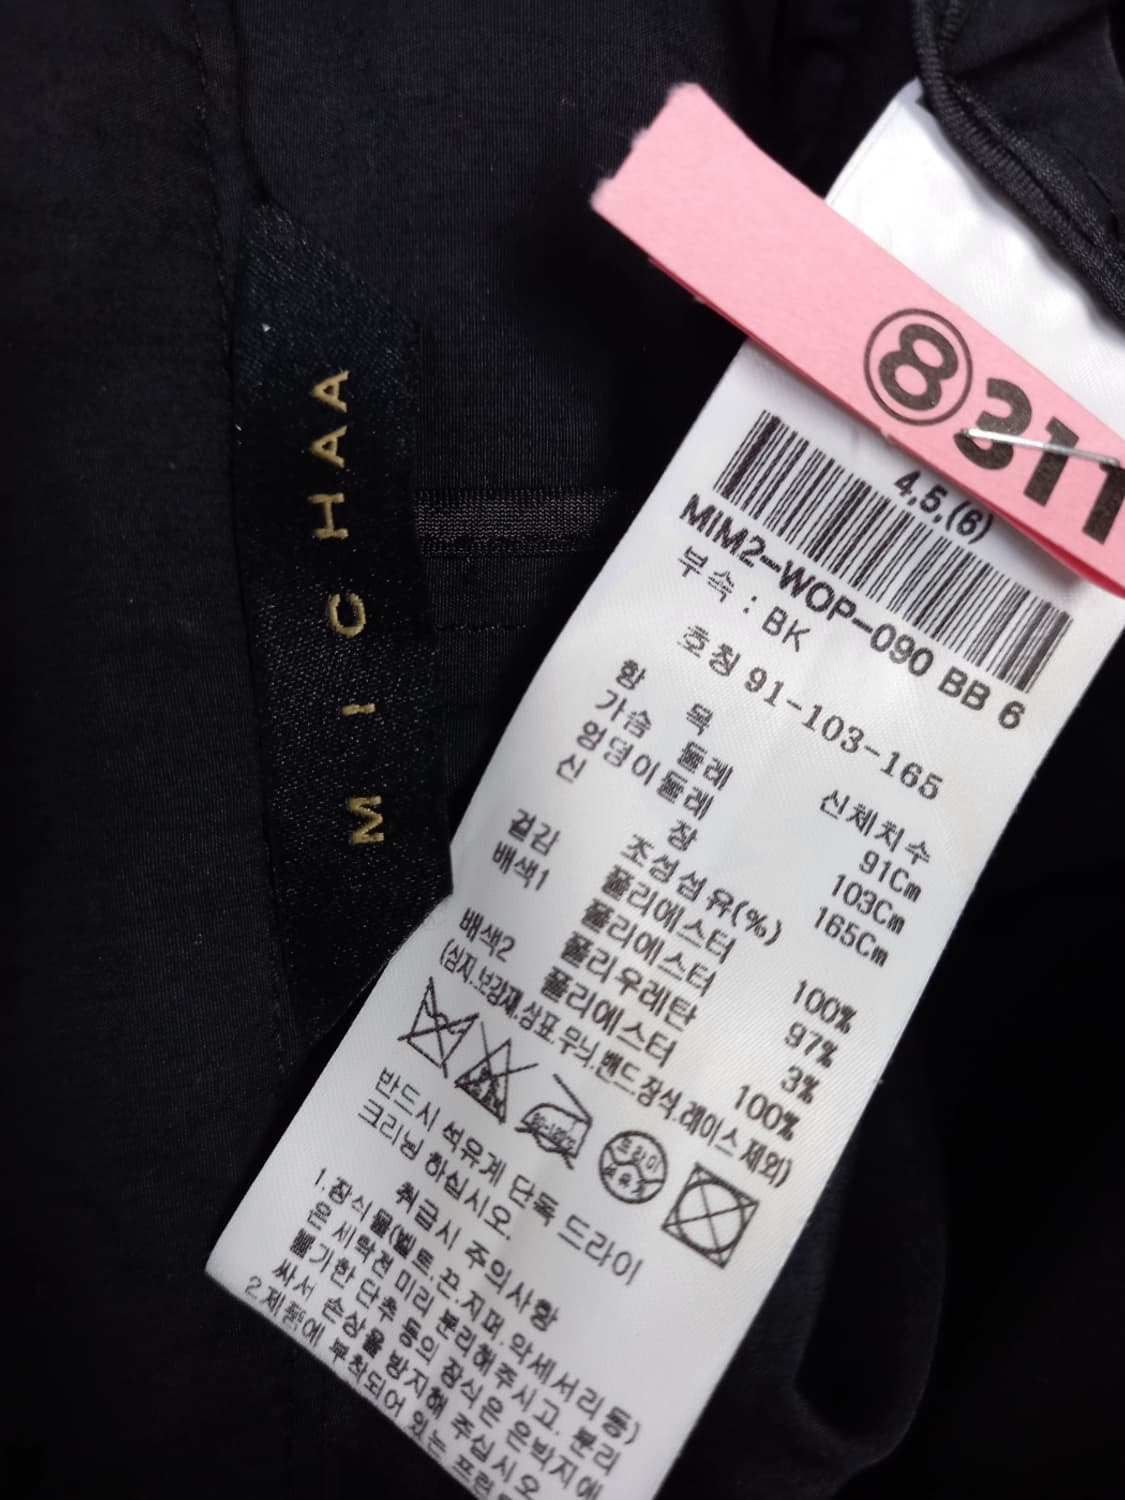 MICHAA
⑧311
4,5,(6)
MIM2-WOP-090 BB 6
부속 : BK
호칭 91-103-165
항 목 신체치수
가슴 둘레 91Cm
엉덩이둘레 103Cm
신 장 165Cm
조성섬유(%)
겉감 폴리에스터 100%
배색1 폴리에스터 97%
폴리우레탄 3%
배색2 폴리에스터 100%
(심지.보강재.상표.무늬.밴드.장식.레이스제외)
드라이
석유계
반드시 석유계 단독 드라이
크리닝 하십시오.
취급시 주의사항
1.장식물(벨트.끈.지퍼.악세서리등)
은 세탁전 미리 분리해주시고. 분리
불가한 단추 등의 장식은 은박지에
싸서 손상을 방지해 주십시오
2.제품에 부착되어 있는 프린